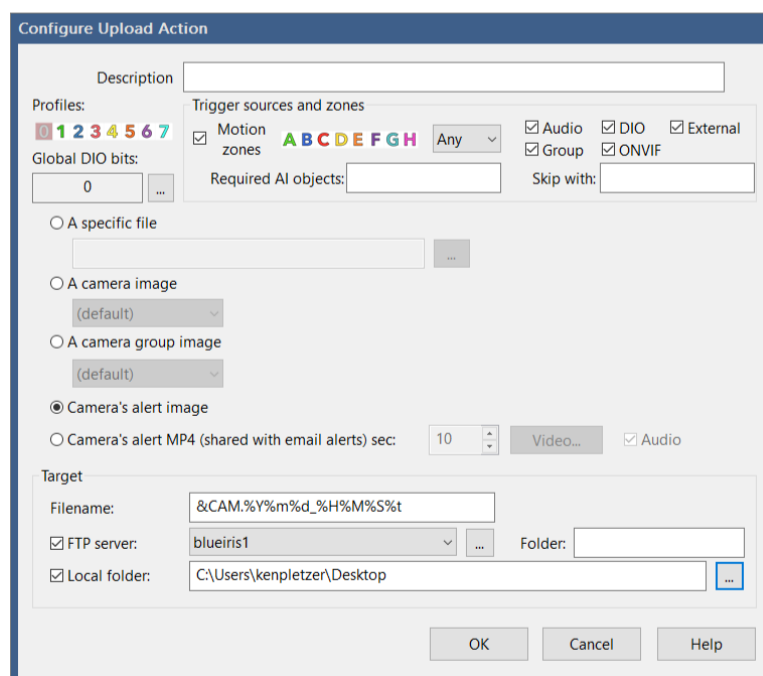 Configure Upload Action
Description
Profiles:
0 1 2 3 4 5 6 7
Global DIO bits:
0 ...
Trigger sources and zones
Motion zones A B C D E F G H Any
Audio DIO External
Group ONVIF
Required AI objects: Skip with:
A specific file
...
A camera image
(default)
A camera group image
(default)
Camera's alert image
Camera's alert MP4 (shared with email alerts) sec: 10 Video... Audio
Target
Filename: &CAM.%Y%m%d_%H%M%S%t
FTP server: blueiris1 ... Folder:
Local folder: C:\Users\kenpletzer\Desktop ...
OK Cancel Help